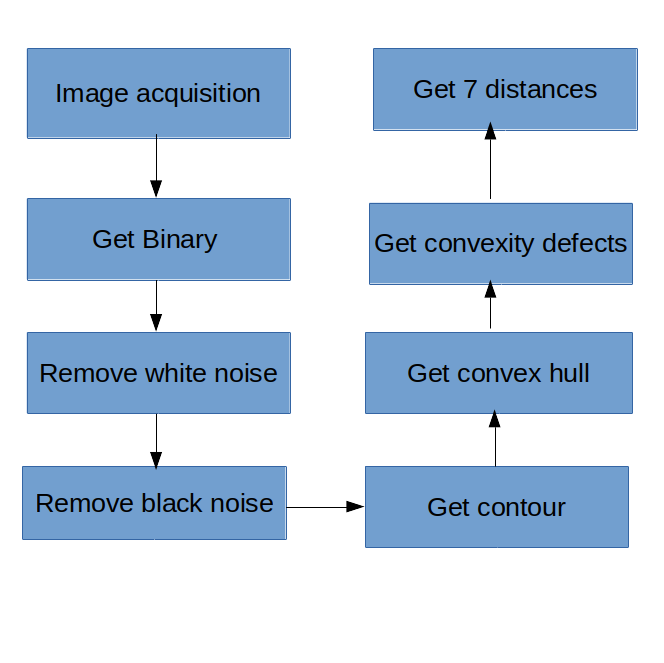 Image acquisition
Get Binary
Remove white noise
Remove black noise
Get contour
Get convex hull
Get convexity defects
Get 7 distances